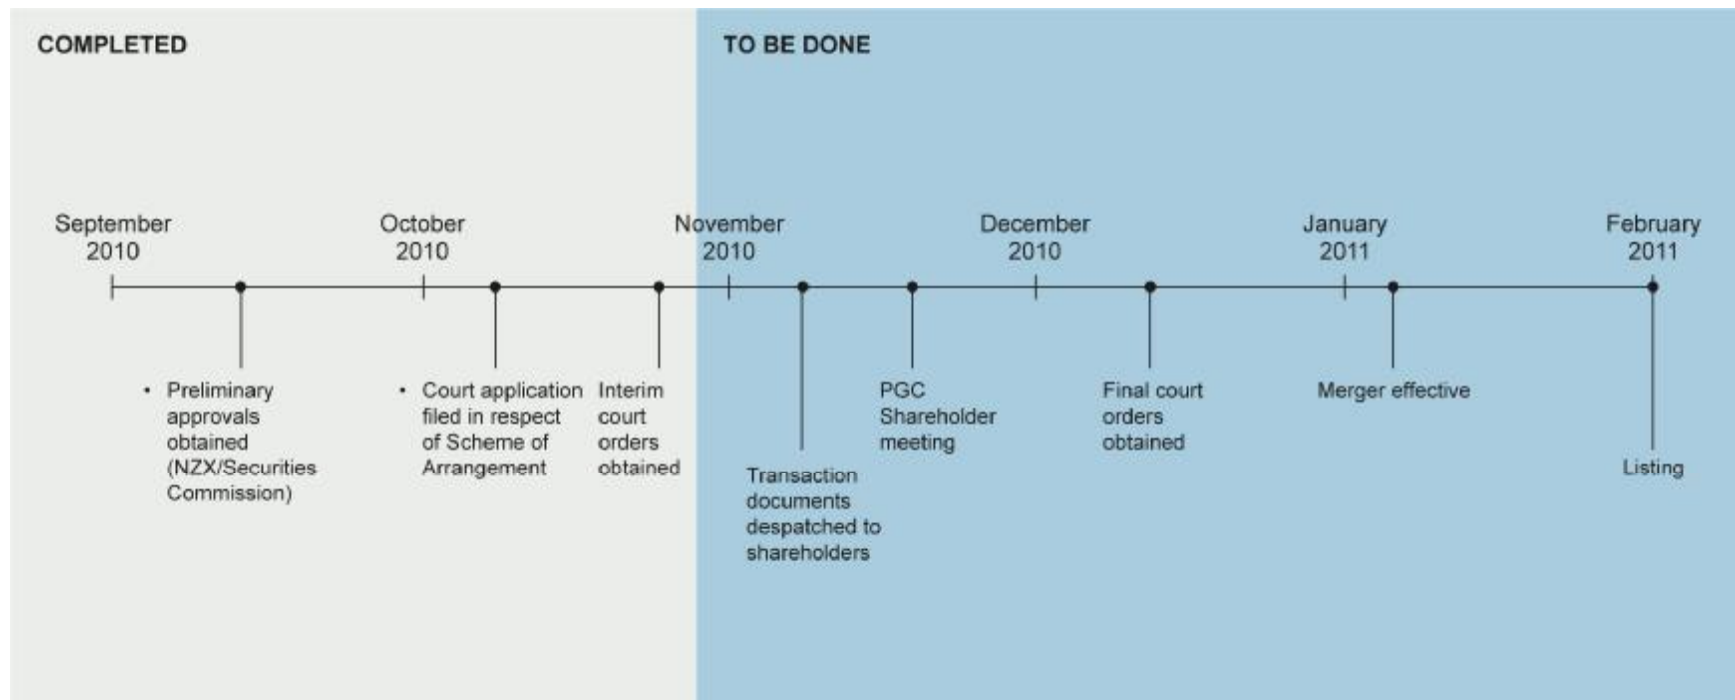 COMPLETED
TO BE DONE
September
2010
October
2010
November
2010
December
2010
January
2011
February
2011
• Preliminary
approvals
obtained
(NZX/Securities
Commission)
• Court application
filed in respect
of Scheme of
Arrangement
Interim
court
orders
obtained
Transaction
documents
despatched to
shareholders
PGC
Shareholder
meeting
Final court
orders
obtained
Merger effective
Listing